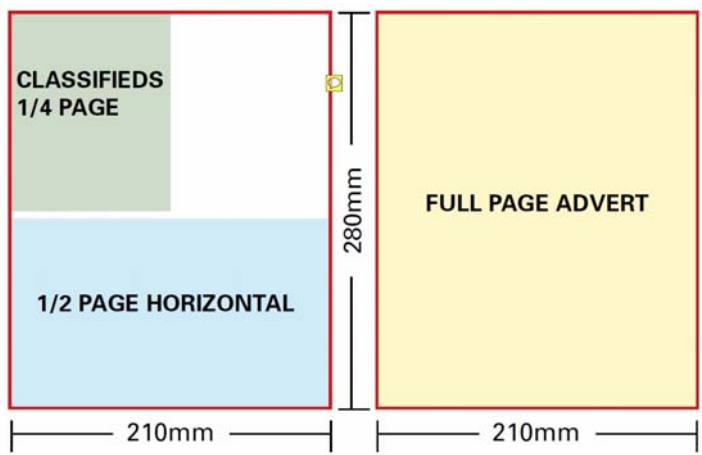 CLASSIFIEDS
1/4 PAGE
1/2 PAGE HORIZONTAL
280mm
FULL PAGE ADVERT
210mm
210mm